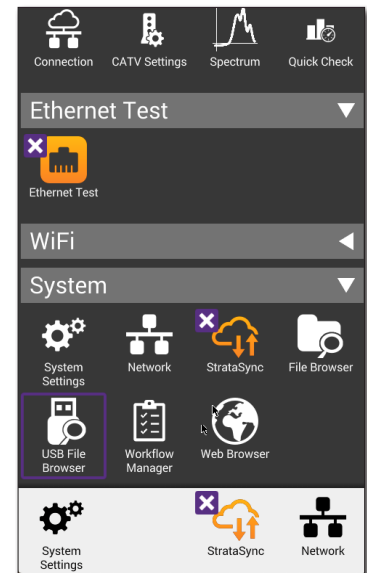 Connection CATV Settings Spectrum Quick Check
Ethernet Test
Ethernet Test
WiFi
System
System
Settings
Network
StrataSync
File Browser
USB File
Browser
Workflow
Manager
Web Browser
System
Settings
StrataSync
Network